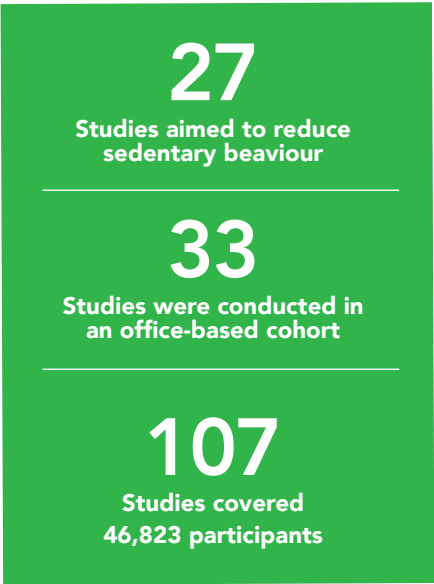 27
Studies aimed to reduce
sedentary beaviour
33
Studies were conducted in
an office-based cohort
107
Studies covered
46,823 participants